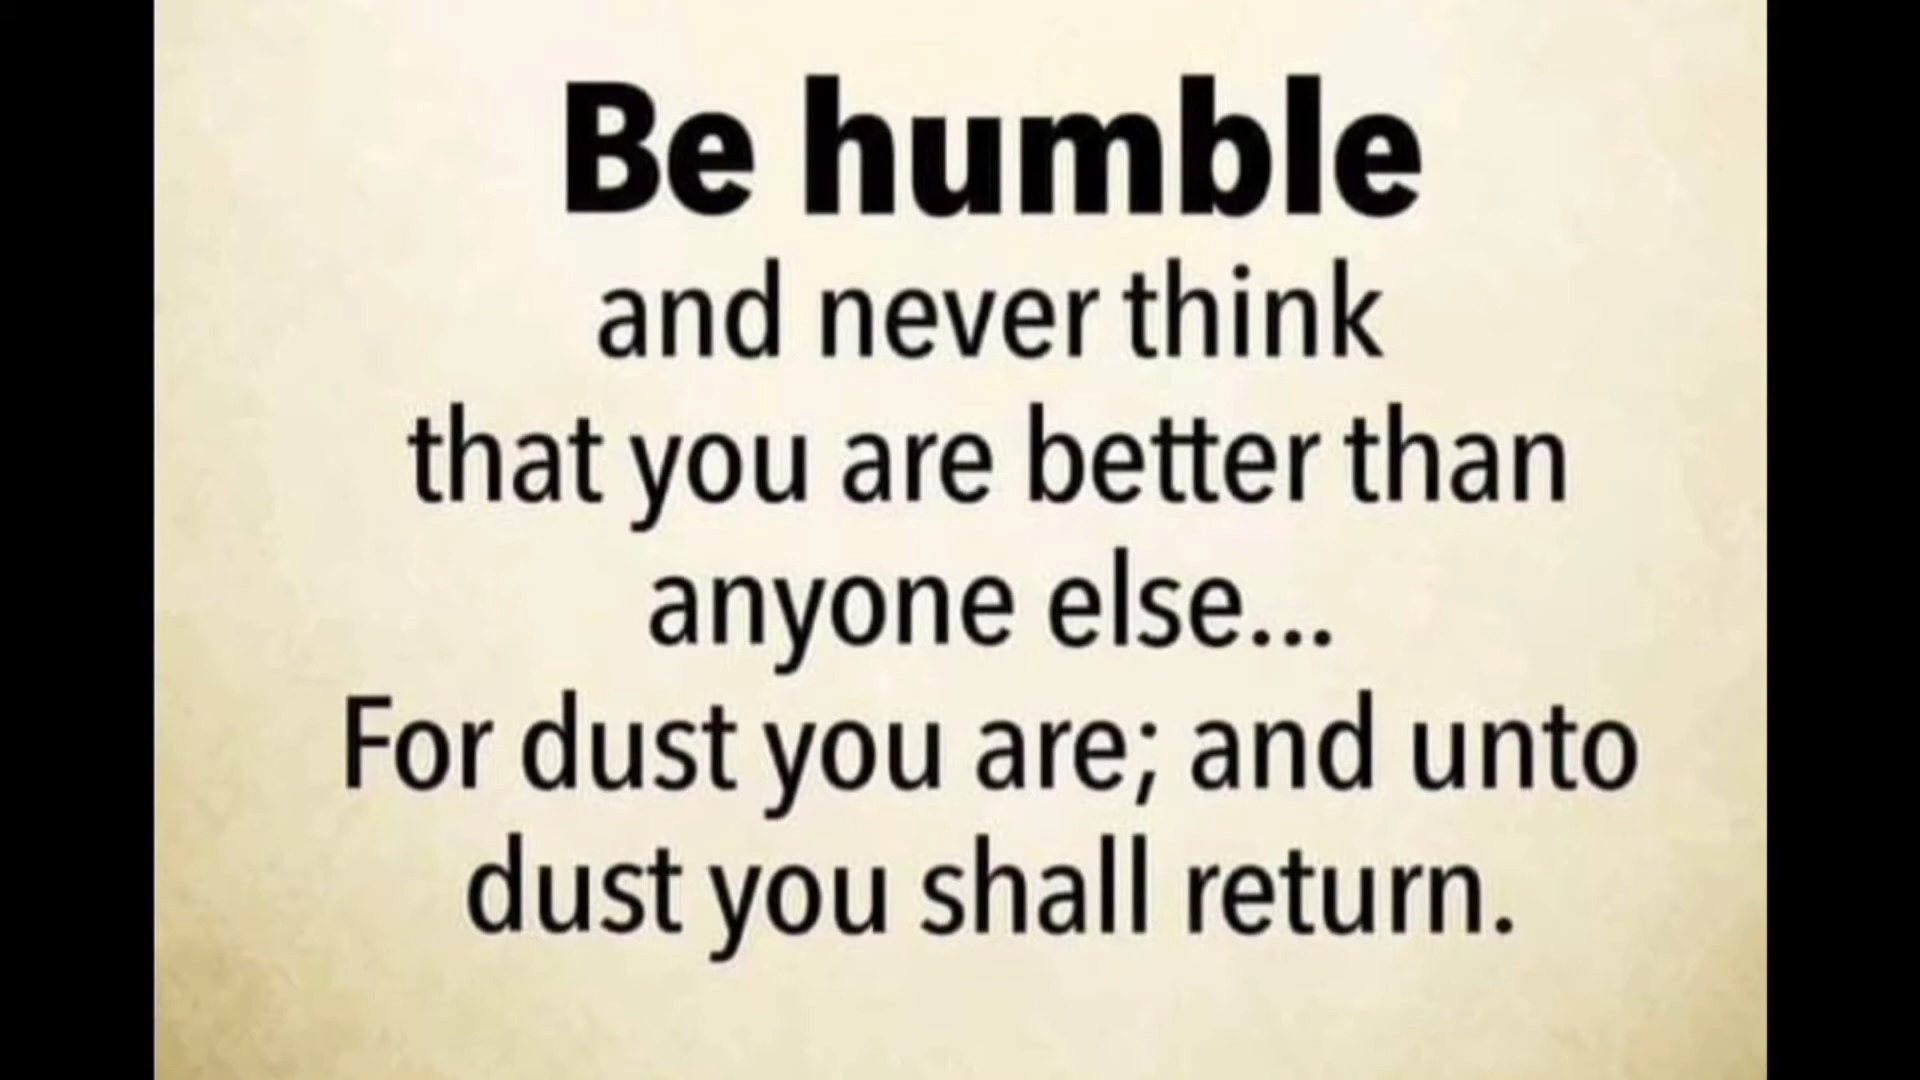 Be humble
and never think
that you are better than
anyone else...
For dust you are; and unto
dust you shall return.